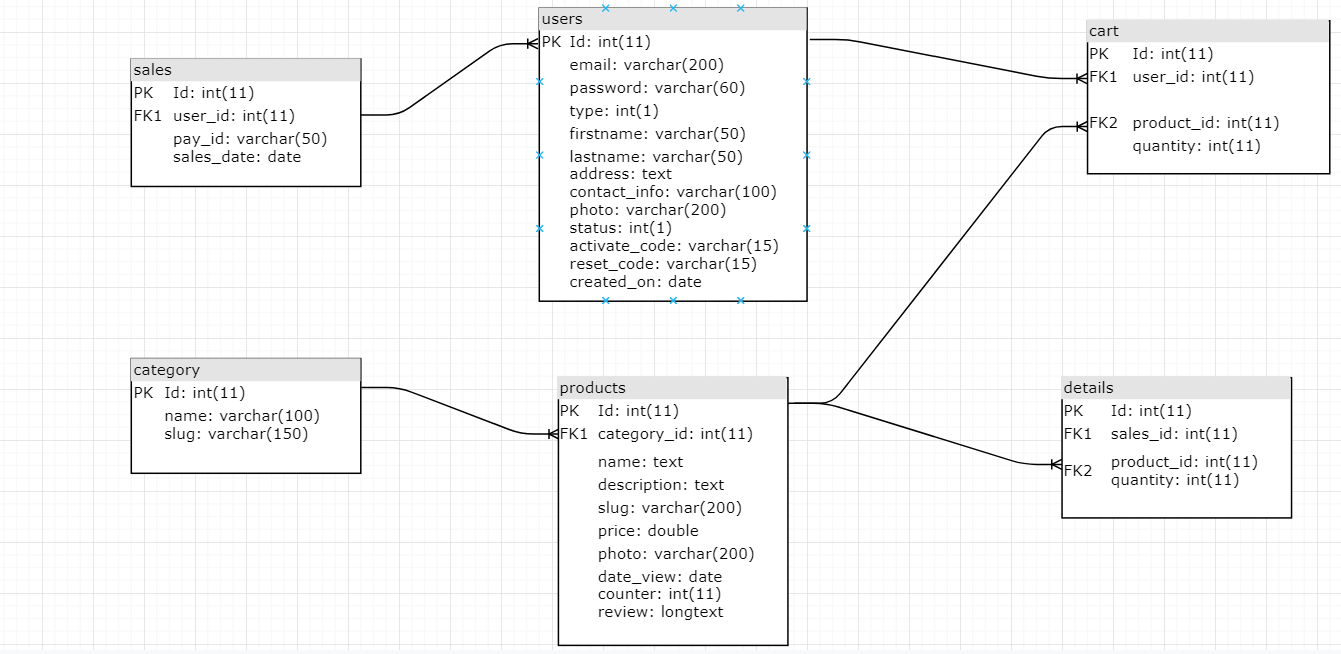 sales
PK Id: int(11)
FK1 user_id: int(11)
pay_id: varchar(50)
sales_date: date
users
PK Id: int(11)
email: varchar(200)
password: varchar(60)
type: int(1)
firstname: varchar(50)
lastname: varchar(50)
address: text
contact_info: varchar(100)
photo: varchar(200)
status: int(1)
activate_code: varchar(15)
reset_code: varchar(15)
created_on: date
cart
PK Id: int(11)
FK1 user_id: int(11)
FK2 product_id: int(11)
quantity: int(11)
category
PK Id: int(11)
name: varchar(100)
slug: varchar(150)
products
PK Id: int(11)
FK1 category_id: int(11)
name: text
description: text
slug: varchar(200)
price: double
photo: varchar(200)
date_view: date
counter: int(11)
review: longtext
details
PK Id: int(11)
FK1 sales_id: int(11)
FK2 product_id: int(11)
quantity: int(11)